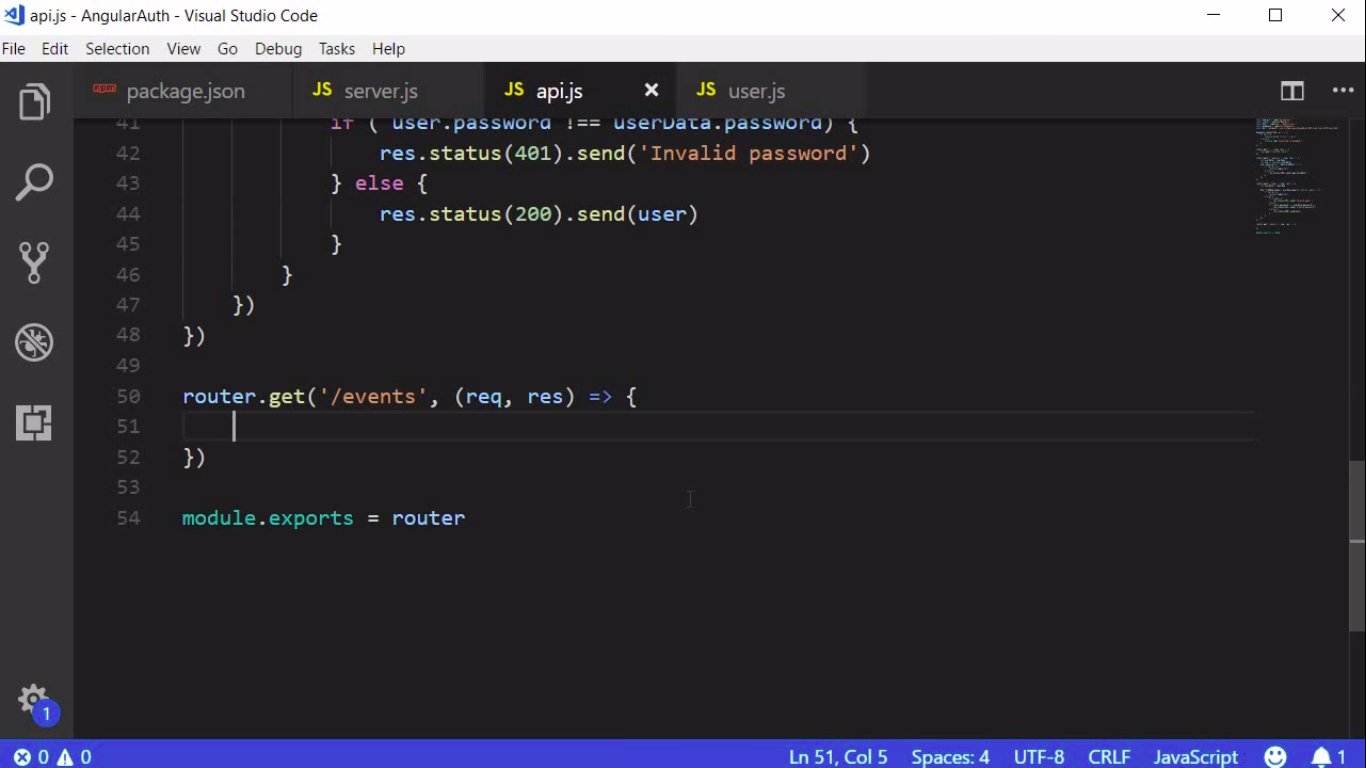 api.js - AngularAuth - Visual Studio Code
File Edit Selection View Go Debug Tasks Help
npm package.json JS server.js JS api.js JS user.js
41 if ( user.password !== userData.password) {
42 res.status(401).send('Invalid password')
43 } else {
44 res.status(200).send(user)
45 }
46 }
47 })
48 })
49
50 router.get('/events', (req, res) => {
51
52 })
53
54 module.exports = router
1
0 0 Ln 51, Col 5 Spaces: 4 UTF-8 CRLF JavaScript 1